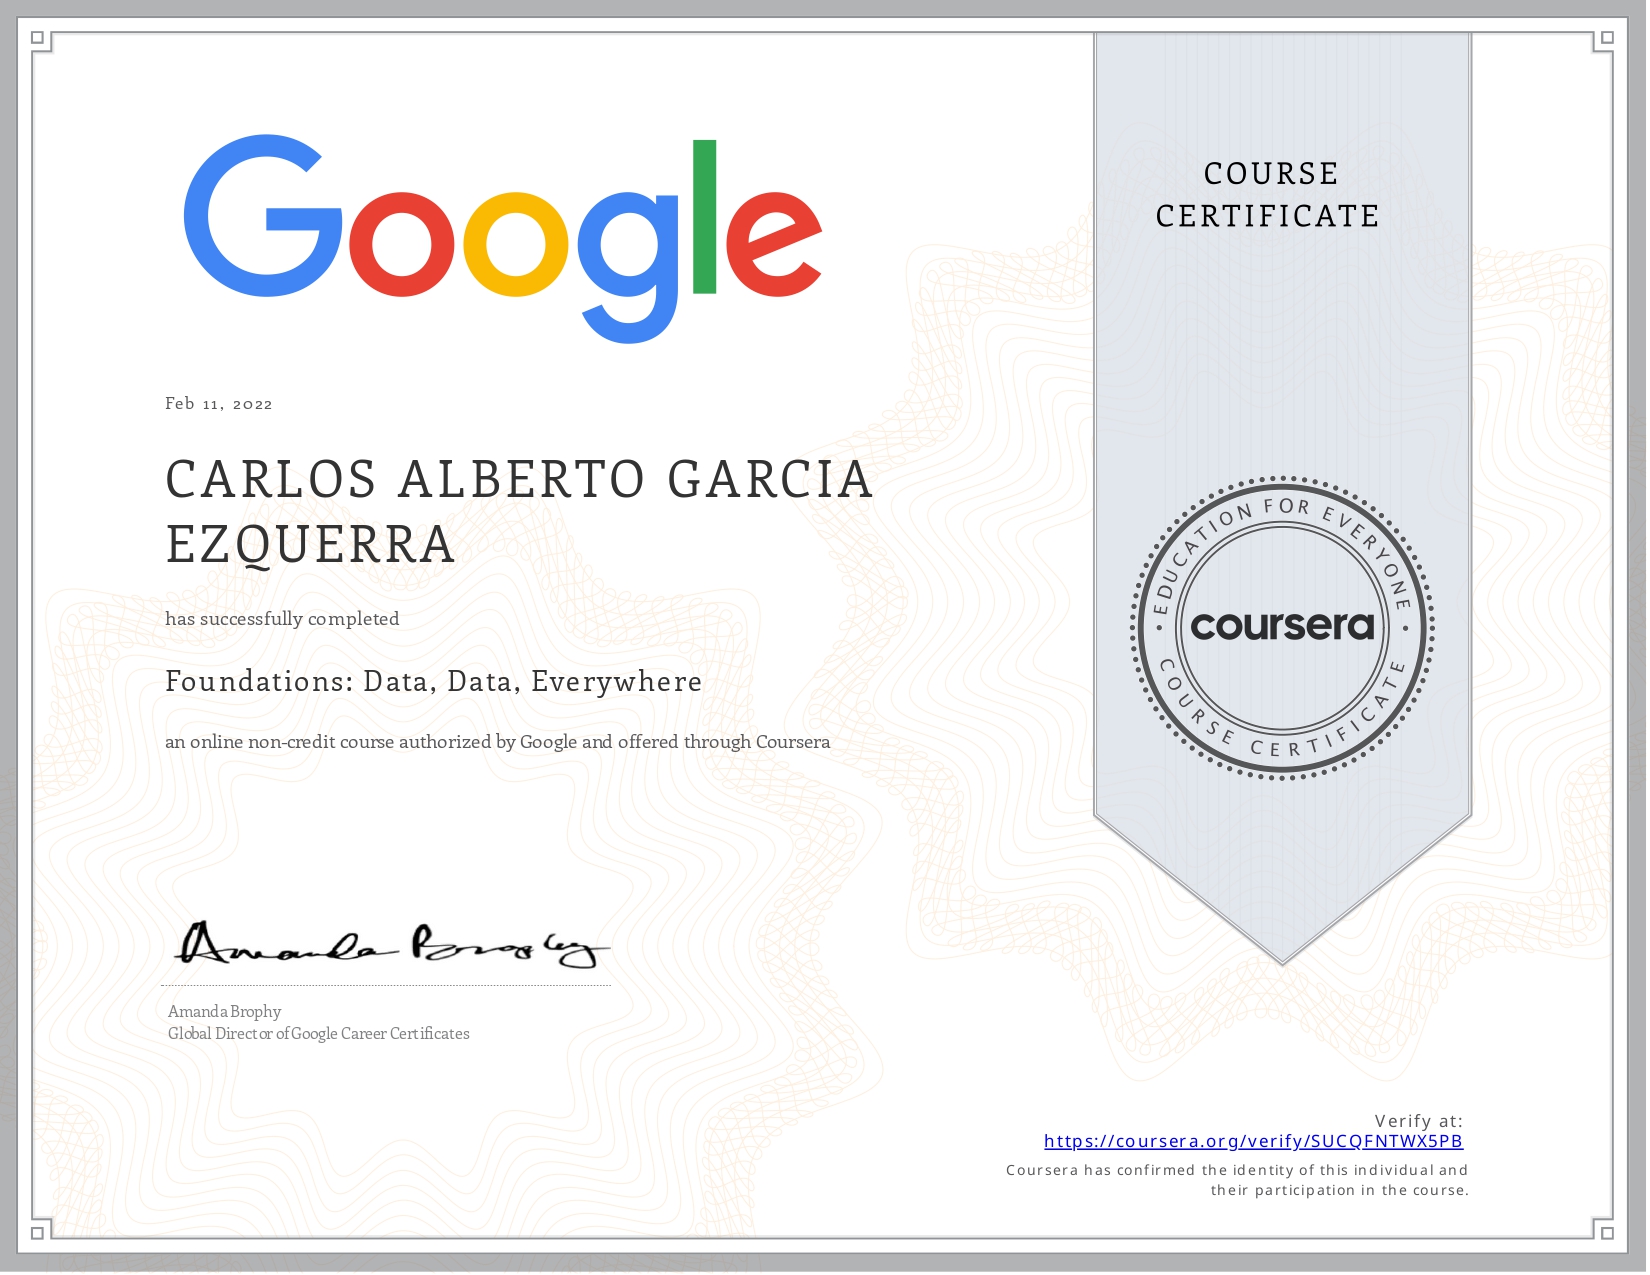 Google
COURSE
CERTIFICATE
Feb 11, 2022
CARLOS ALBERTO GARCIA
EZQUERRA
has successfully completed
Foundations: Data, Data, Everywhere
an online non-credit course authorized by Google and offered through Coursera
EDUCATION FOR EVERYONE
coursera
COURSE CERTIFICATE
Amanda Brophy
Amanda Brophy
Global Director of Google Career Certificates
Verify at:
https://coursera.org/verify/SUCQFNTWX5PB
Coursera has confirmed the identity of this individual and
their participation in the course.